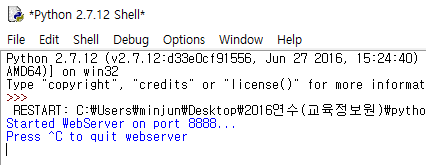 *Python 2.7.12 Shell*
File Edit Shell Debug Options Window Help
Python 2.7.12 (v2.7.12:d33e0cf91556, Jun 27 2016, 15:24:40)
AMD64)] on win32
Type "copyright", "credits" or "license()" for more informat
>>>
RESTART: C:₩Users₩minjun₩Desktop₩2016연수(교육정보원)₩pytho
Started WebServer on port 8888...
Press ^C to quit webserver